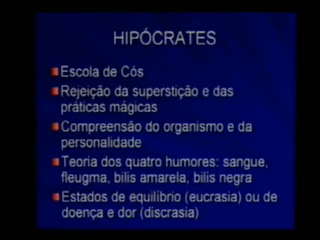 HIPÓCRATES
Escola de Cós
Rejeição da superstição e das
práticas mágicas
Compreensão do organismo e da
personalidade
Teoria dos quatro humores: sangue,
fleugma, bilis amarela, bilis negra
Estados de equilíbrio (eucrasia) ou de
doença e dor (discrasia)